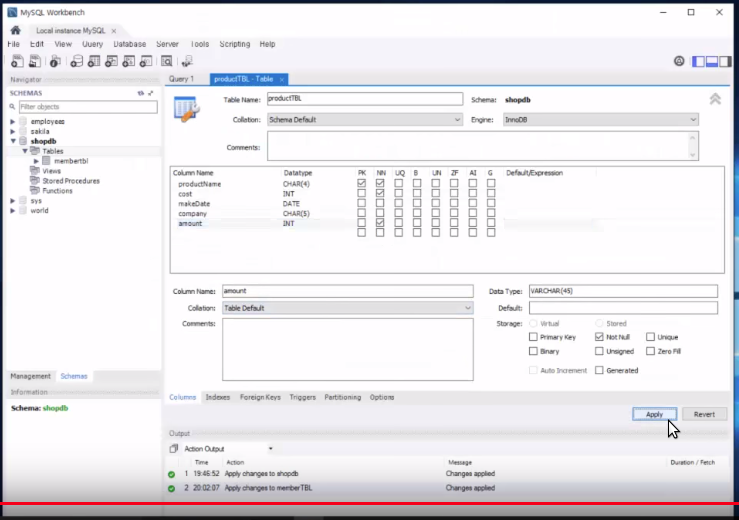 MySQL Workbench
Local instance MySQL ×
File Edit View Query Database Server Tools Scripting Help
Navigator
SCHEMAS
Filter objects
employees
sakila
shopdb
Tables
membertbl
Views
Stored Procedures
Functions
sys
world
Management Schemas
Information
Schema: shopdb
Query 1 productTBL - Table ×
Table Name: productTBL Schema: shopdb
Collation: Schema Default Engine: InnoDB
Comments:
Column Name Datatype PK NN UQ B UN ZF AI G Default/Expression
productName CHAR(4)
cost INT
makeDate DATE
company CHAR(5)
amount INT
Column Name: amount Data Type: VARCHAR(45)
Collation: Table Default Default:
Comments: Storage: Virtual Stored
Primary Key Not Null Unique
Binary Unsigned Zero Fill
Auto Increment Generated
Columns Indexes Foreign Keys Triggers Partitioning Options
Apply Revert
Output
Action Output
Time Action Message Duration / Fetch
1 19:46:52 Apply changes to shopdb Changes applied
2 20:02:07 Apply changes to memberTBL Changes applied